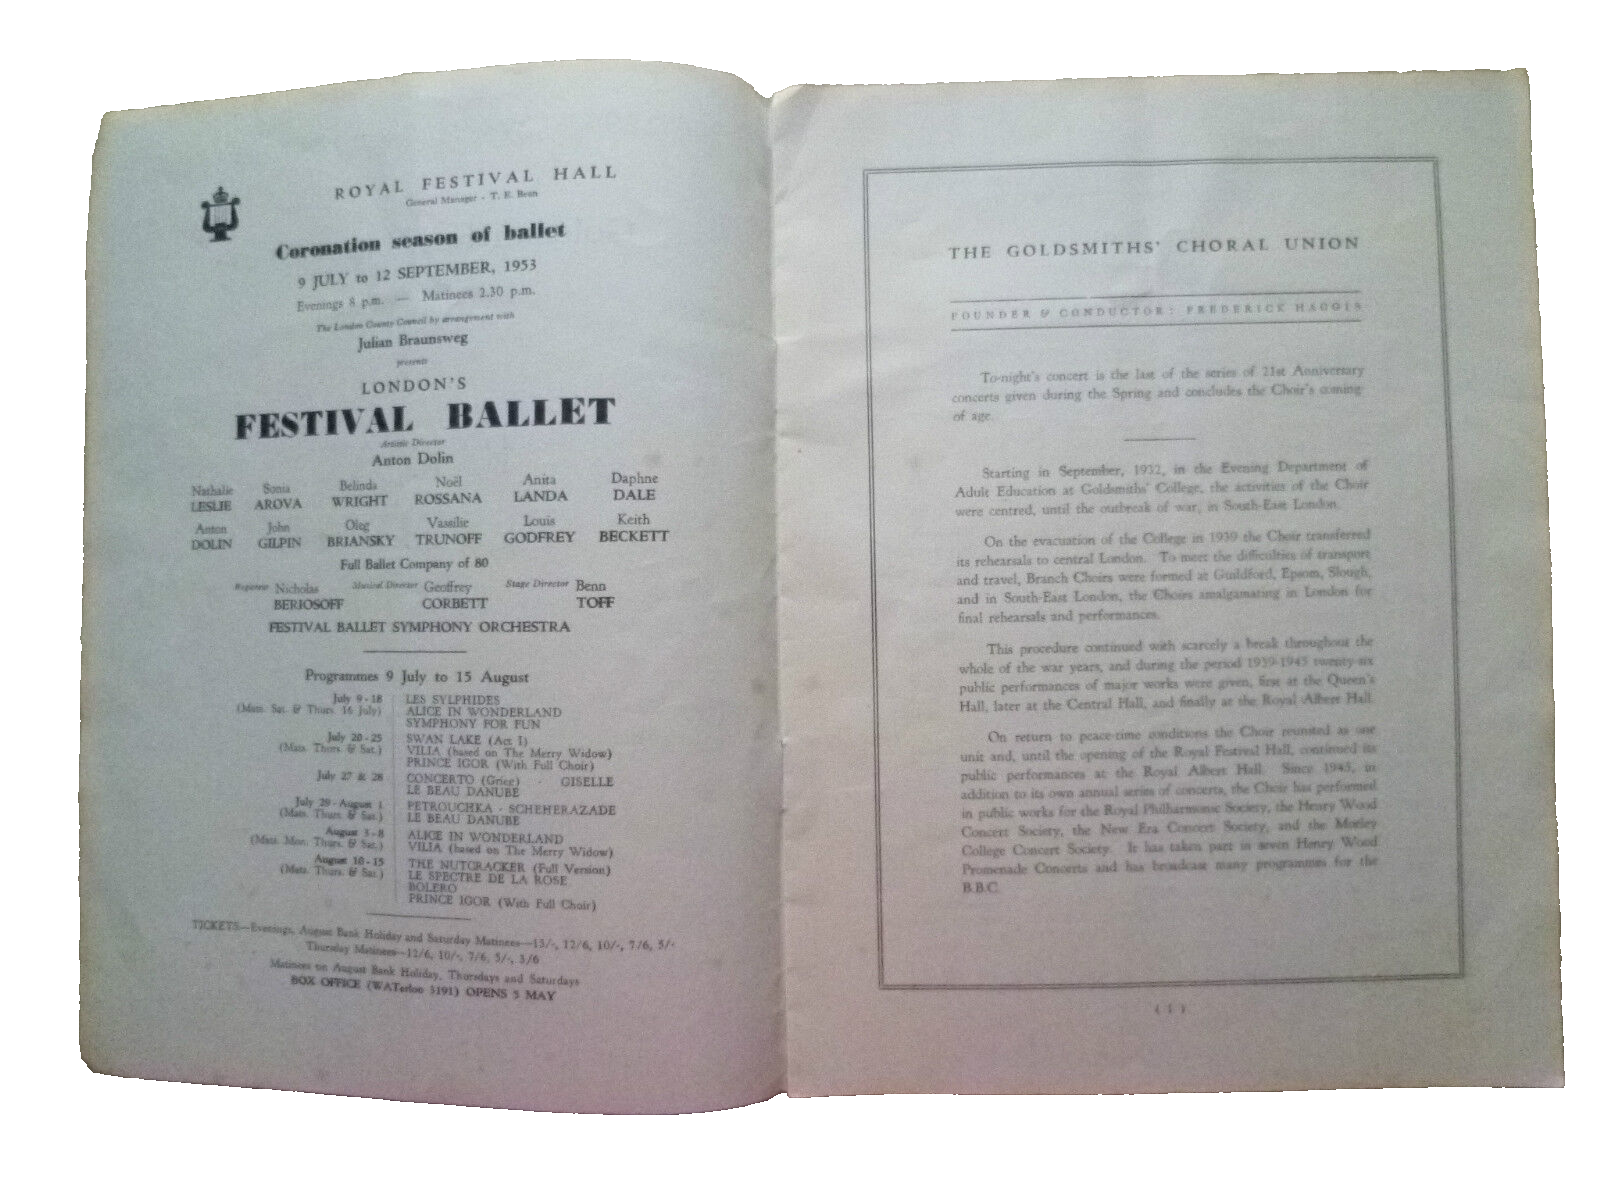 ROYAL FESTIVAL HALL
General Manager - T. E. Bean
Coronation season of ballet
9 JULY to 12 SEPTEMBER, 1953
Evenings 8 p.m. — Matinees 2.30 p.m.
The London County Council by arrangement with
Julian Braunsweg
presents
LONDON'S
FESTIVAL BALLET
Artistic Director
Anton Dolin
Nathalie Sonia Belinda Noël Anita Daphne
LESLIE AROVA WRIGHT ROSSANA LANDA DALE
Anton John Oleg Vassilie Louis Keith
DOLIN GILPIN BRIANSKY TRUNOFF GODFREY BECKETT
Full Ballet Company of 80
Regisseur Nicholas Musical Director Geoffrey Stage Director Benn
BERIOSOFF CORBETT TOFF
FESTIVAL BALLET SYMPHONY ORCHESTRA
Programmes 9 July to 15 August
July 9 - 18 LES SYLPHIDES
(Mats. Sat. & Thurs. 16 July) ALICE IN WONDERLAND
SYMPHONY FOR FUN
July 20 - 25 SWAN LAKE (Act I)
(Mats. Thurs. & Sat.) VILIA (based on The Merry Widow)
PRINCE IGOR (With Full Choir)
July 27 & 28 CONCERTO (Grieg) - GISELLE
LE BEAU DANUBE
July 29 - August 1 PETROUCHKA - SCHEHERAZADE
(Mats. Thurs. & Sat.) LE BEAU DANUBE
August 3 - 8 ALICE IN WONDERLAND
(Mats. Mon. Thurs. & Sat.) VILIA (based on The Merry Widow)
August 10 - 15 THE NUTCRACKER (Full Version)
(Mats. Thurs. & Sat.) LE SPECTRE DE LA ROSE
BOLERO
PRINCE IGOR (With Full Choir)
TICKETS—Evenings, August Bank Holiday and Saturday Matinees—15/-, 12/6, 10/-, 7/6, 5/-
Thursday Matinees—12/6, 10/-, 7/6, 5/-, 3/6
Matinees on August Bank Holiday, Thursdays and Saturdays
BOX OFFICE (WATerloo 3191) OPENS 5 MAY
THE GOLDSMITHS' CHORAL UNION
FOUNDER & CONDUCTOR: FREDERICK HAGGIS
To-night's concert is the last of the series of 21st Anniversary
concerts given during the Spring and concludes the Choir's coming
of age.
Starting in September, 1932, in the Evening Department of
Adult Education at Goldsmiths' College, the activities of the Choir
were centred, until the outbreak of war, in South-East London.
On the evacuation of the College in 1939 the Choir transferred
its rehearsals to central London. To meet the difficulties of transport
and travel, Branch Choirs were formed at Guildford, Epsom, Slough,
and in South-East London, the Choirs amalgamating in London for
final rehearsals and performances.
This procedure continued with scarcely a break throughout the
whole of the war years, and during the period 1939-1945 twenty-six
public performances of major works were given, first at the Queen's
Hall, later at the Central Hall, and finally at the Royal Albert Hall.
On return to peace-time conditions the Choir reunited as one
unit and, until the opening of the Royal Festival Hall, continued its
public performances at the Royal Albert Hall. Since 1945, in
addition to its own annual series of concerts, the Choir has performed
in public works for the Royal Philharmonic Society, the Henry Wood
Concert Society, the New Era Concert Society, and the Morley
College Concert Society. It has taken part in seven Henry Wood
Promenade Concerts and has broadcast many programmes for the
B.B.C.
( 1 )